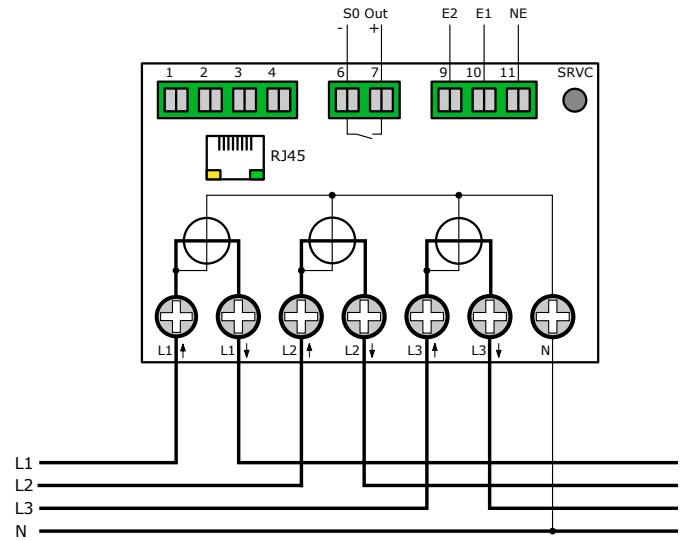 S0 Out E2 E1 NE
- +
1 2 3 4 6 7 9 10 11 SRVC
RJ45
L1 L1 L2 L2 L3 L3 N
L1
L2
L3
N